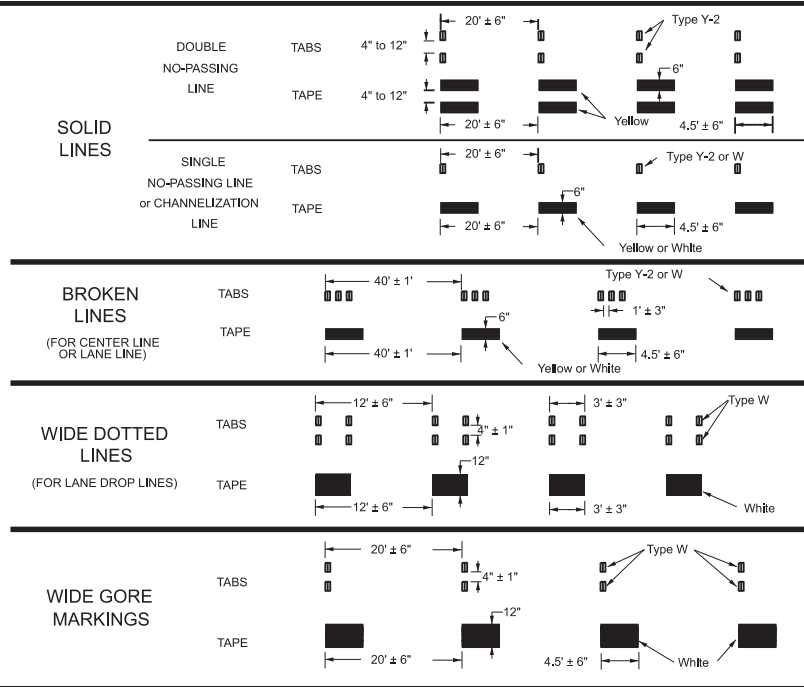 SOLID
LINES
DOUBLE
NO-PASSING
LINE
TABS
4" to 12"
20' ± 6"
Type Y-2
TAPE
4" to 12"
6"
20' ± 6"
Yellow
4.5' ± 6"
SINGLE
NO-PASSING LINE
or CHANNELIZATION
LINE
TABS
20' ± 6"
Type Y-2 or W
TAPE
6"
20' ± 6"
4.5' ± 6"
Yellow or White
BROKEN
LINES
(FOR CENTER LINE
OR LANE LINE)
TABS
40' ± 1'
Type Y-2 or W
1' ± 3"
TAPE
6"
40' ± 1'
4.5' ± 6"
Yellow or White
WIDE DOTTED
LINES
(FOR LANE DROP LINES)
TABS
12' ± 6"
3' ± 3"
Type W
4" ± 1"
TAPE
12"
12' ± 6"
3' ± 3"
White
WIDE GORE
MARKINGS
TABS
20' ± 6"
Type W
4" ± 1"
TAPE
12"
20' ± 6"
4.5' ± 6"
White